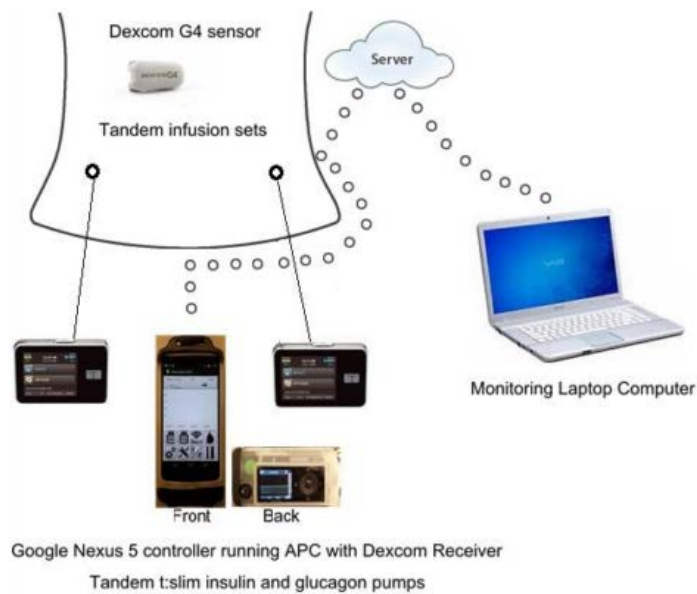 Dexcom G4 sensor
Server
Tandem infusion sets
Monitoring Laptop Computer
Front Back
Google Nexus 5 controller running APC with Dexcom Receiver
Tandem t:slim insulin and glucagon pumps